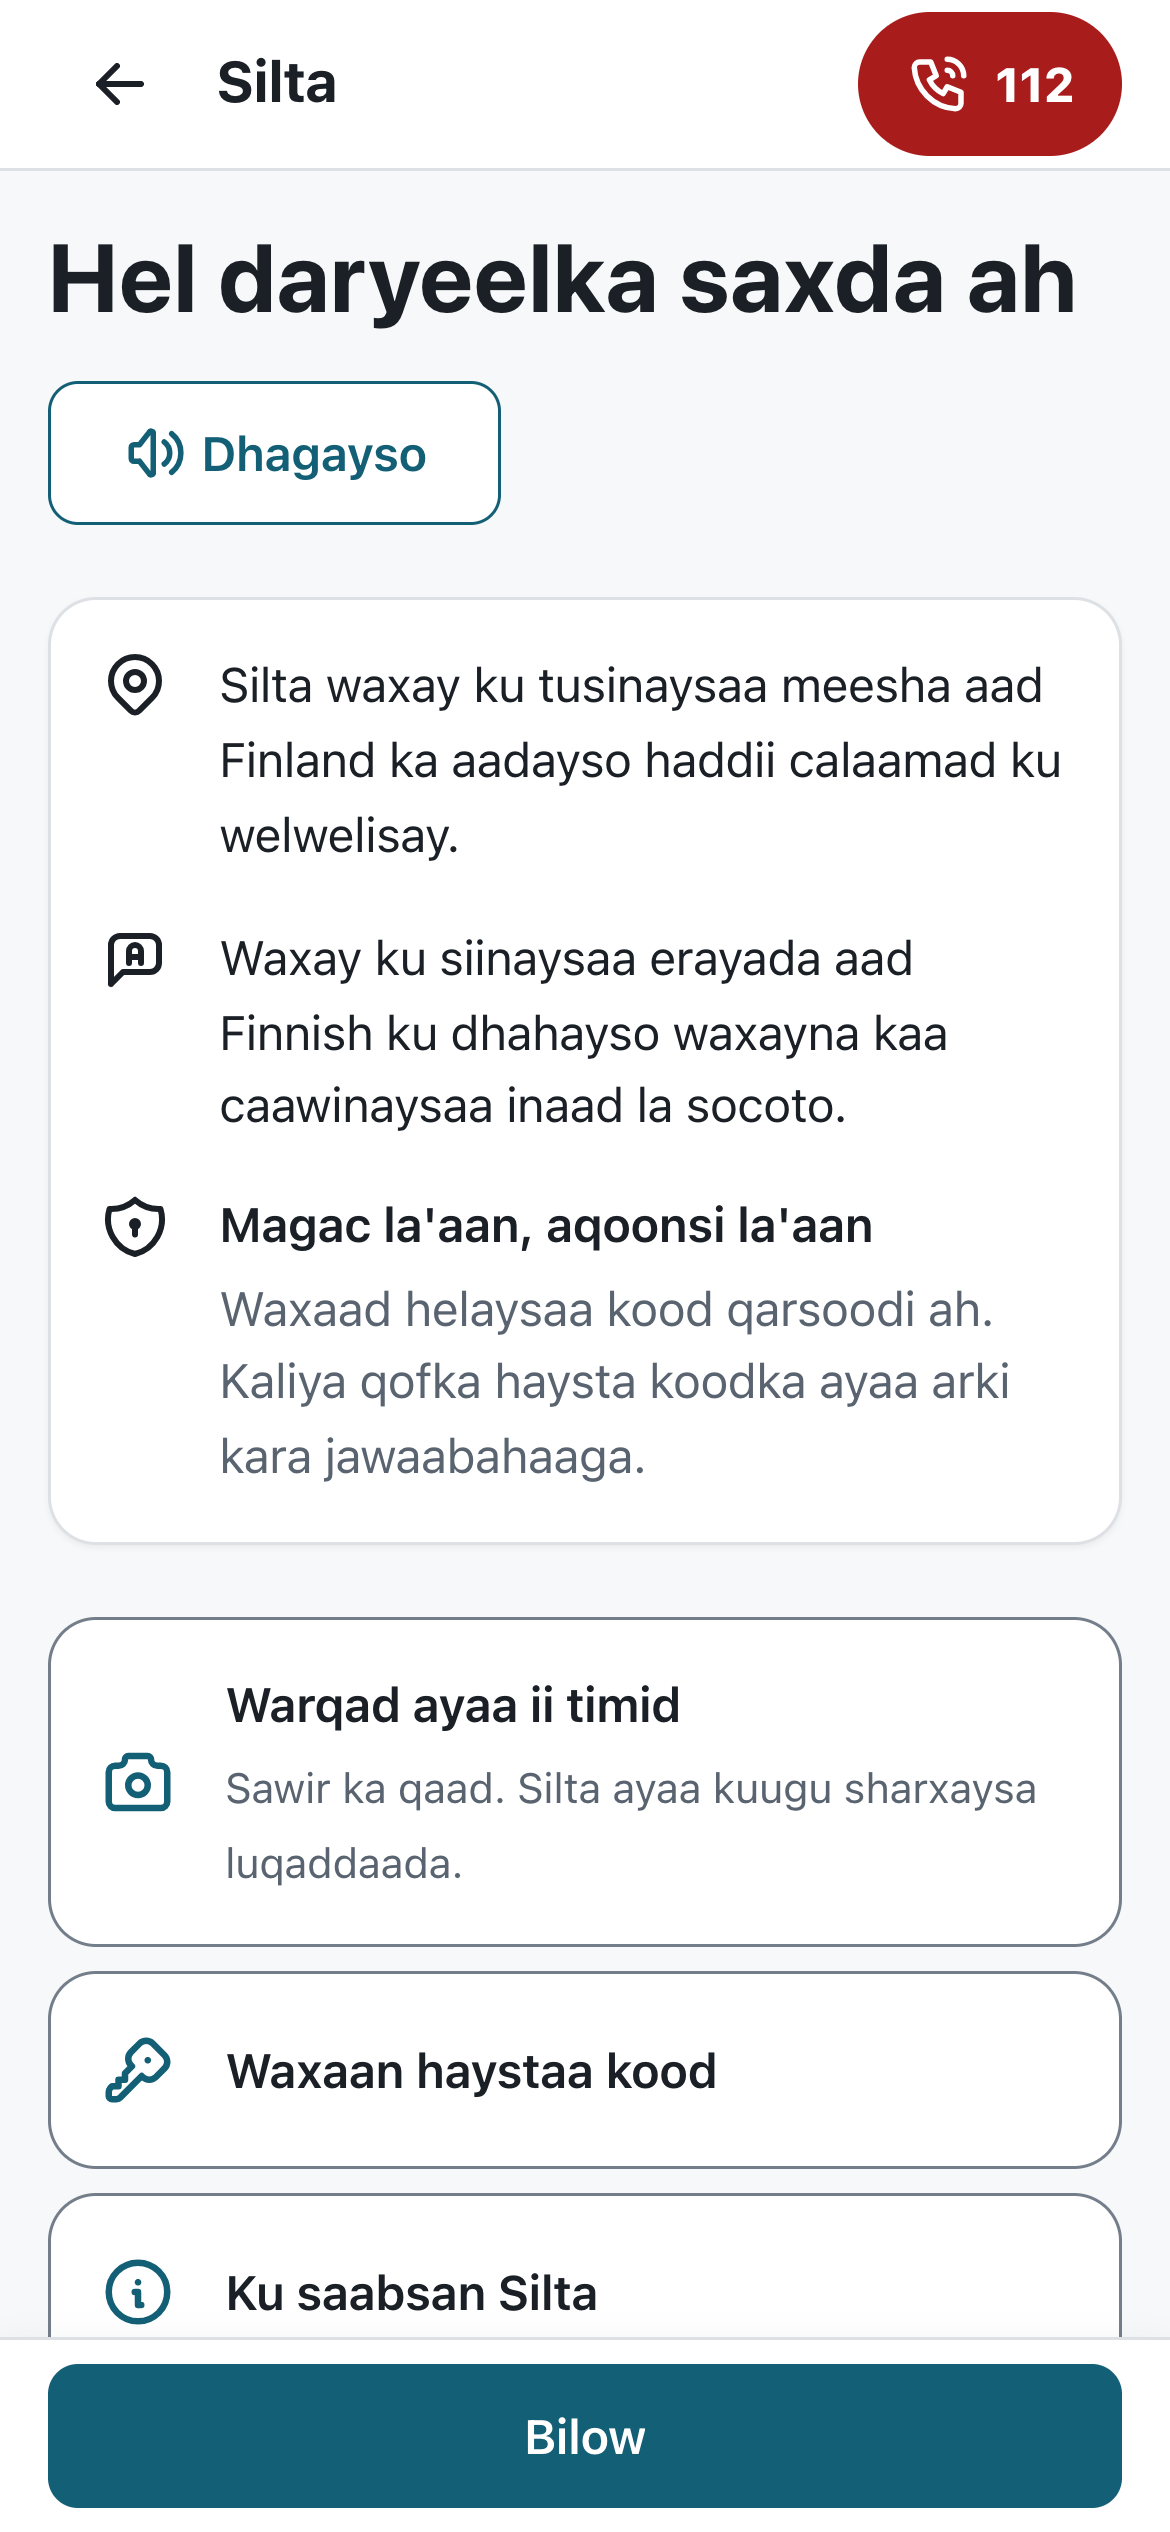 Silta
112
Hel daryeelka saxda ah
Dhagayso
Silta waxay ku tusinaysaa meesha aad
Finland ka aadayso haddii calaamad ku
welwelisay.
Waxay ku siinaysaa erayada aad
Finnish ku dhahayso waxayna kaa
caawinaysaa inaad la socoto.
Magac la'aan, aqoonsi la'aan
Waxaad helaysaa kood qarsoodi ah.
Kaliya qofka haysta koodka ayaa arki
kara jawaabahaaga.
Warqad ayaa ii timid
Sawir ka qaad. Silta ayaa kuugu sharxaysa
luqaddaada.
Waxaan haystaa kood
Ku saabsan Silta
Bilow